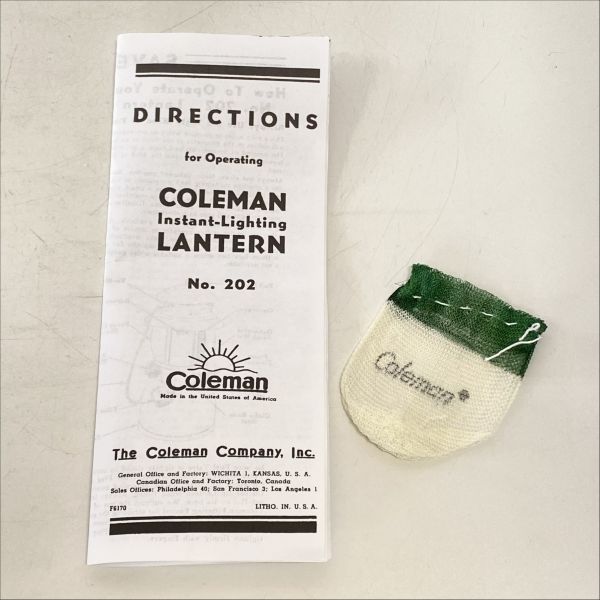 DIRECTIONS
for Operating
COLEMAN
Instant-Lighting
LANTERN
No. 202
Coleman
Made in the United States of America
The Coleman Company, Inc.
General Office and Factory: WICHITA 1, KANSAS, U. S. A.
Canadian Office and Factory: Toronto, Canada
Sales Offices: Philadelphia 40; San Francisco 3; Los Angeles 1
F6170 LITHO. IN. U. S. A.
Coleman®